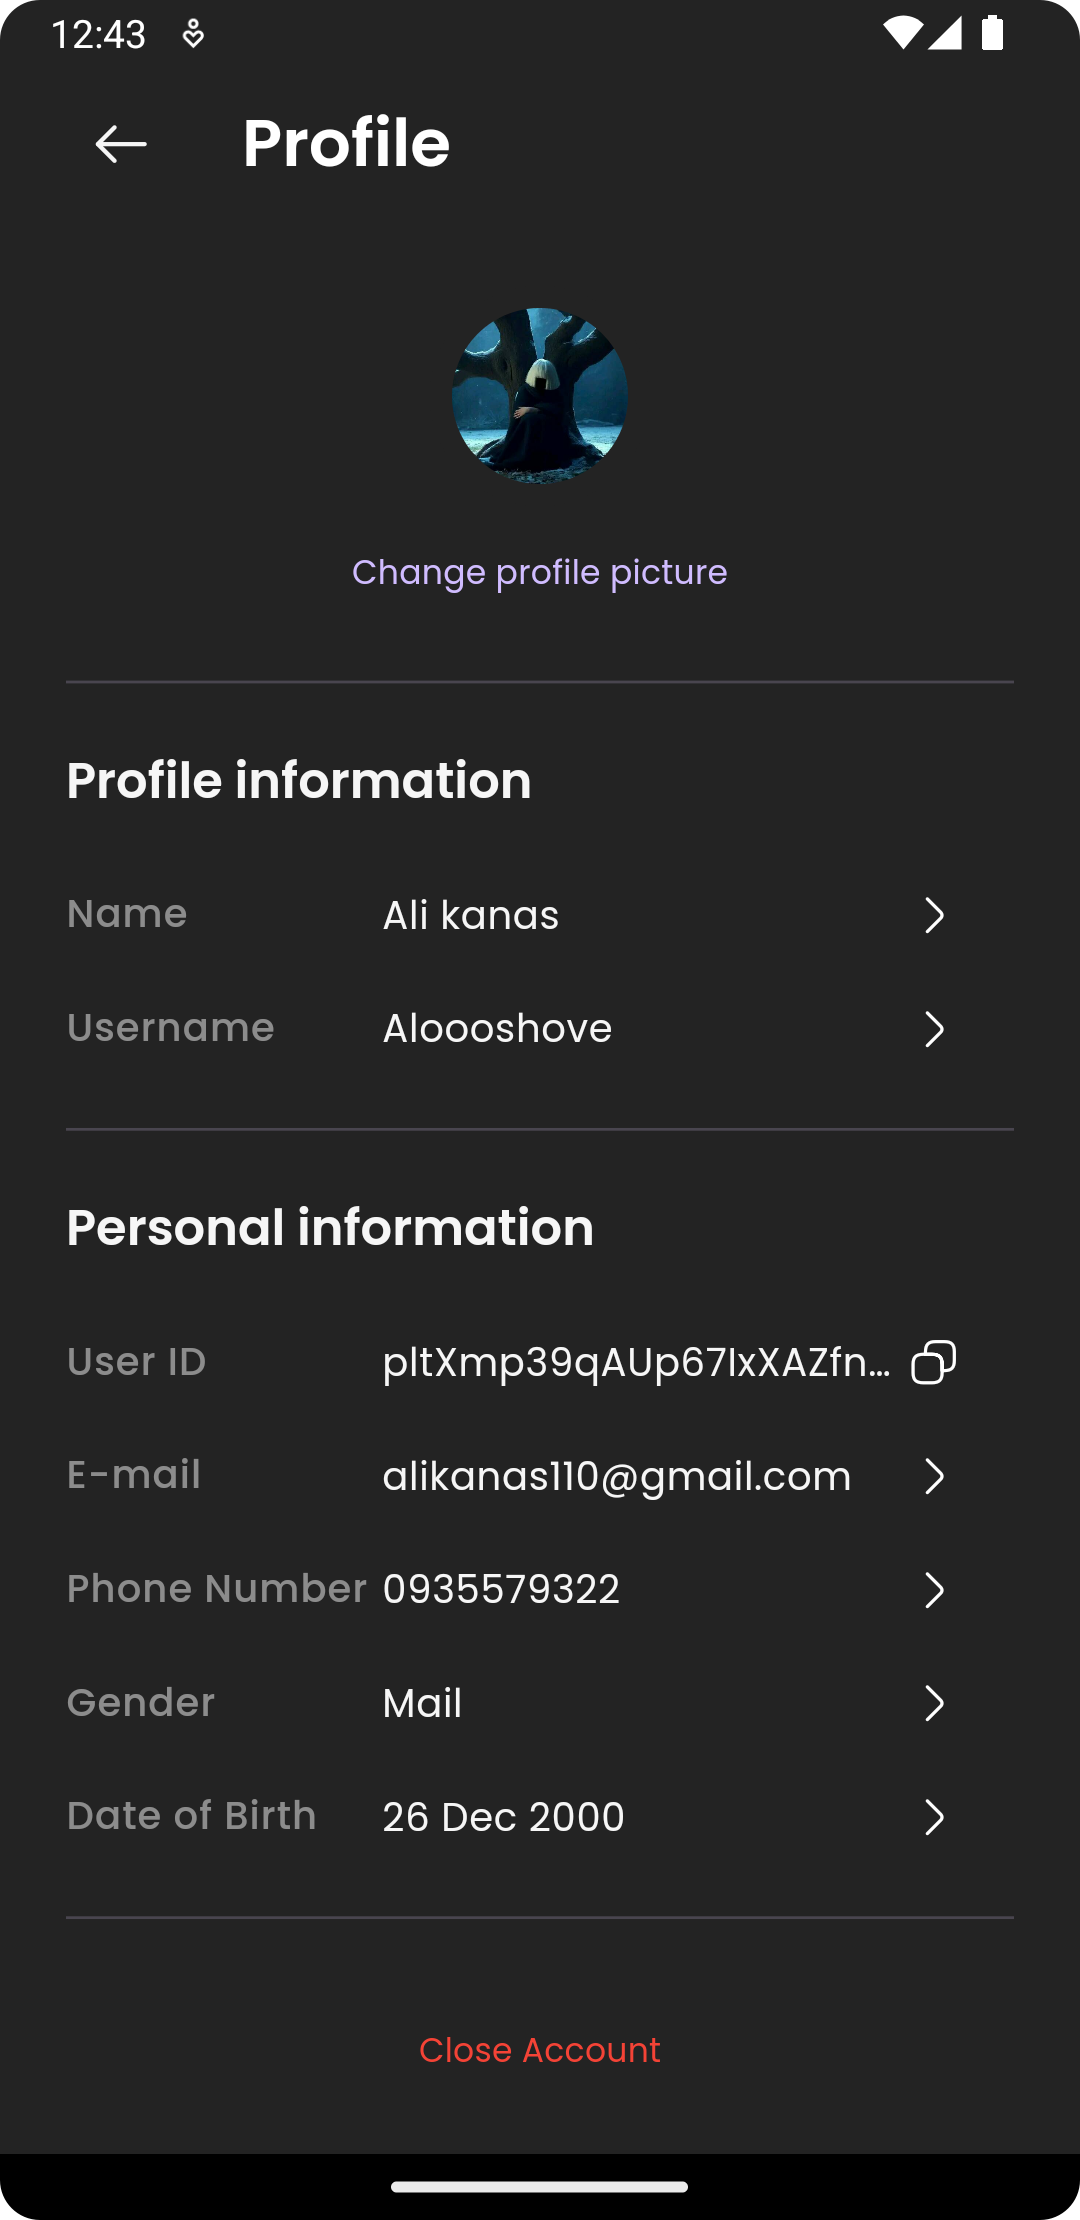 12:43
Profile
Change profile picture
Profile information
Name Ali kanas
Username Aloooshove
Personal information
User ID pltXmp39qAUp67IxXAZfn...
E-mail alikanas110@gmail.com
Phone Number 0935579322
Gender Mail
Date of Birth 26 Dec 2000
Close Account